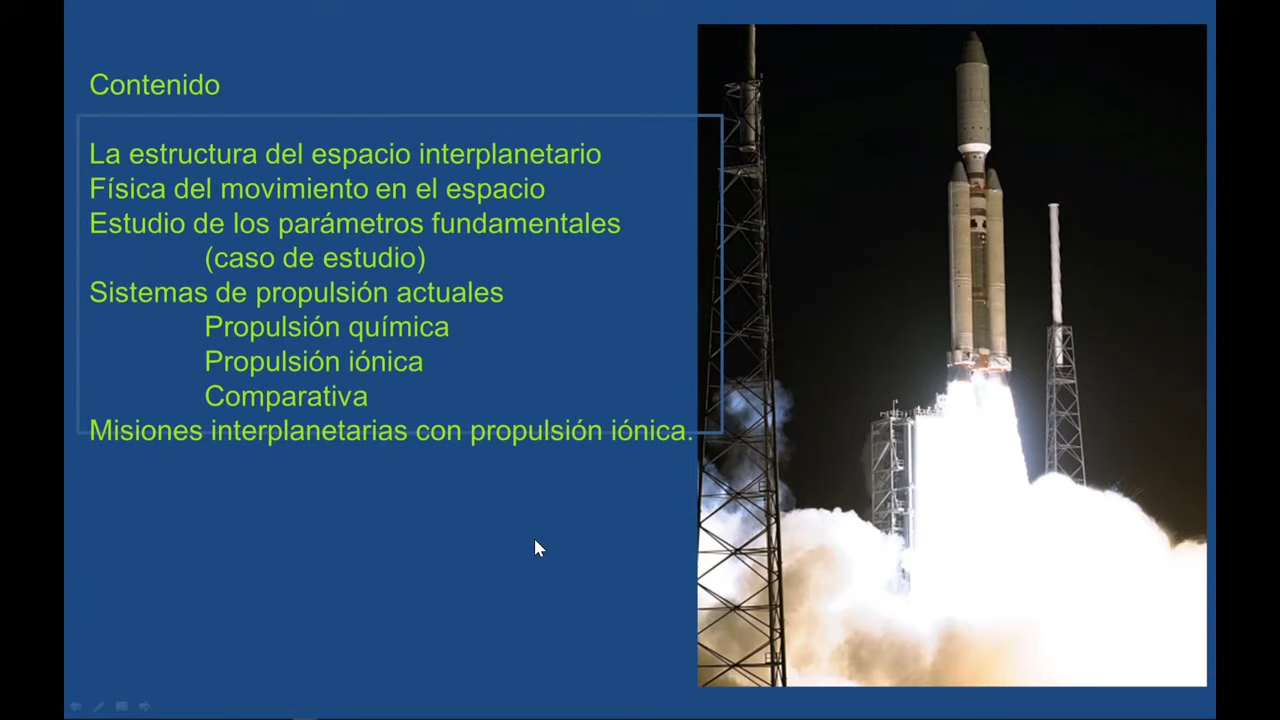 Contenido
La estructura del espacio interplanetario
Física del movimiento en el espacio
Estudio de los parámetros fundamentales
(caso de estudio)
Sistemas de propulsión actuales
Propulsión química
Propulsión iónica
Comparativa
Misiones interplanetarias con propulsión iónica.